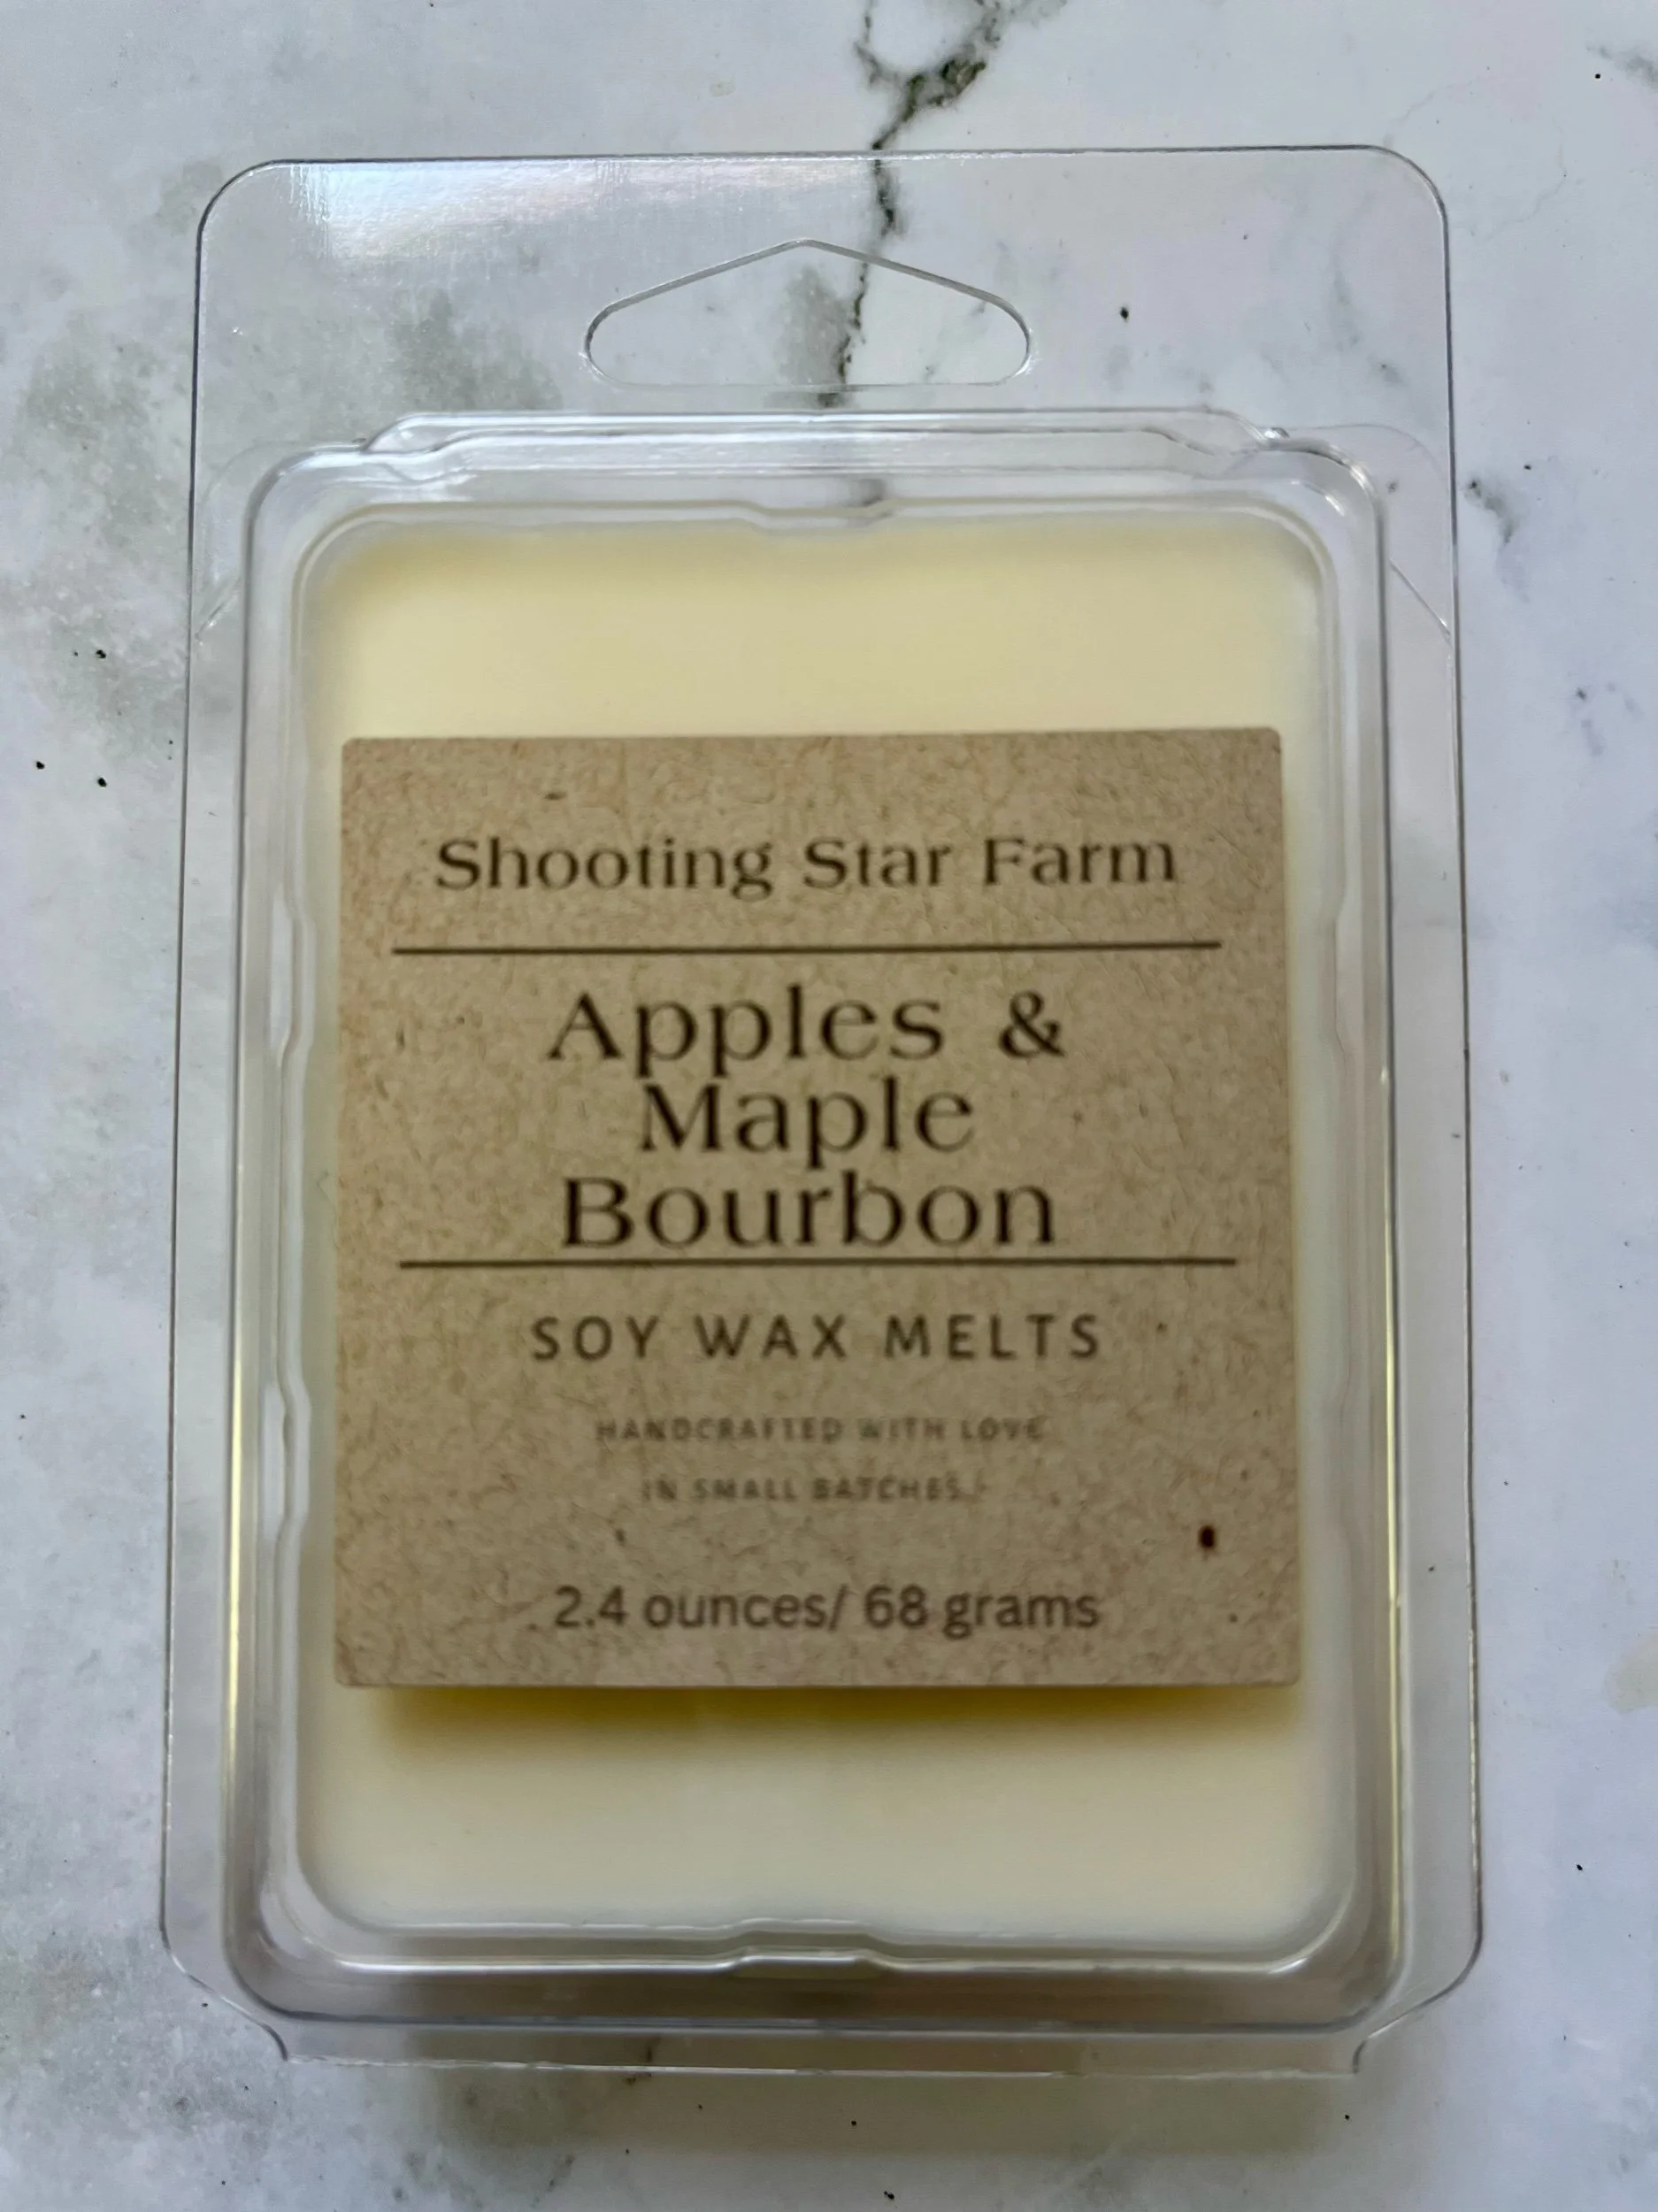 Shooting Star Farm
Apples &
Maple
Bourbon
SOY WAX MELTS
HANDCRAFTED WITH LOVE
IN SMALL BATCHES.
2.4 ounces/ 68 grams